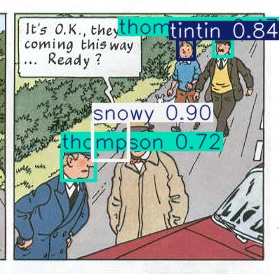 It's O.K., they
coming this way
... Ready ?
thom
tintin 0.84
snowy 0.90
thompson 0.72